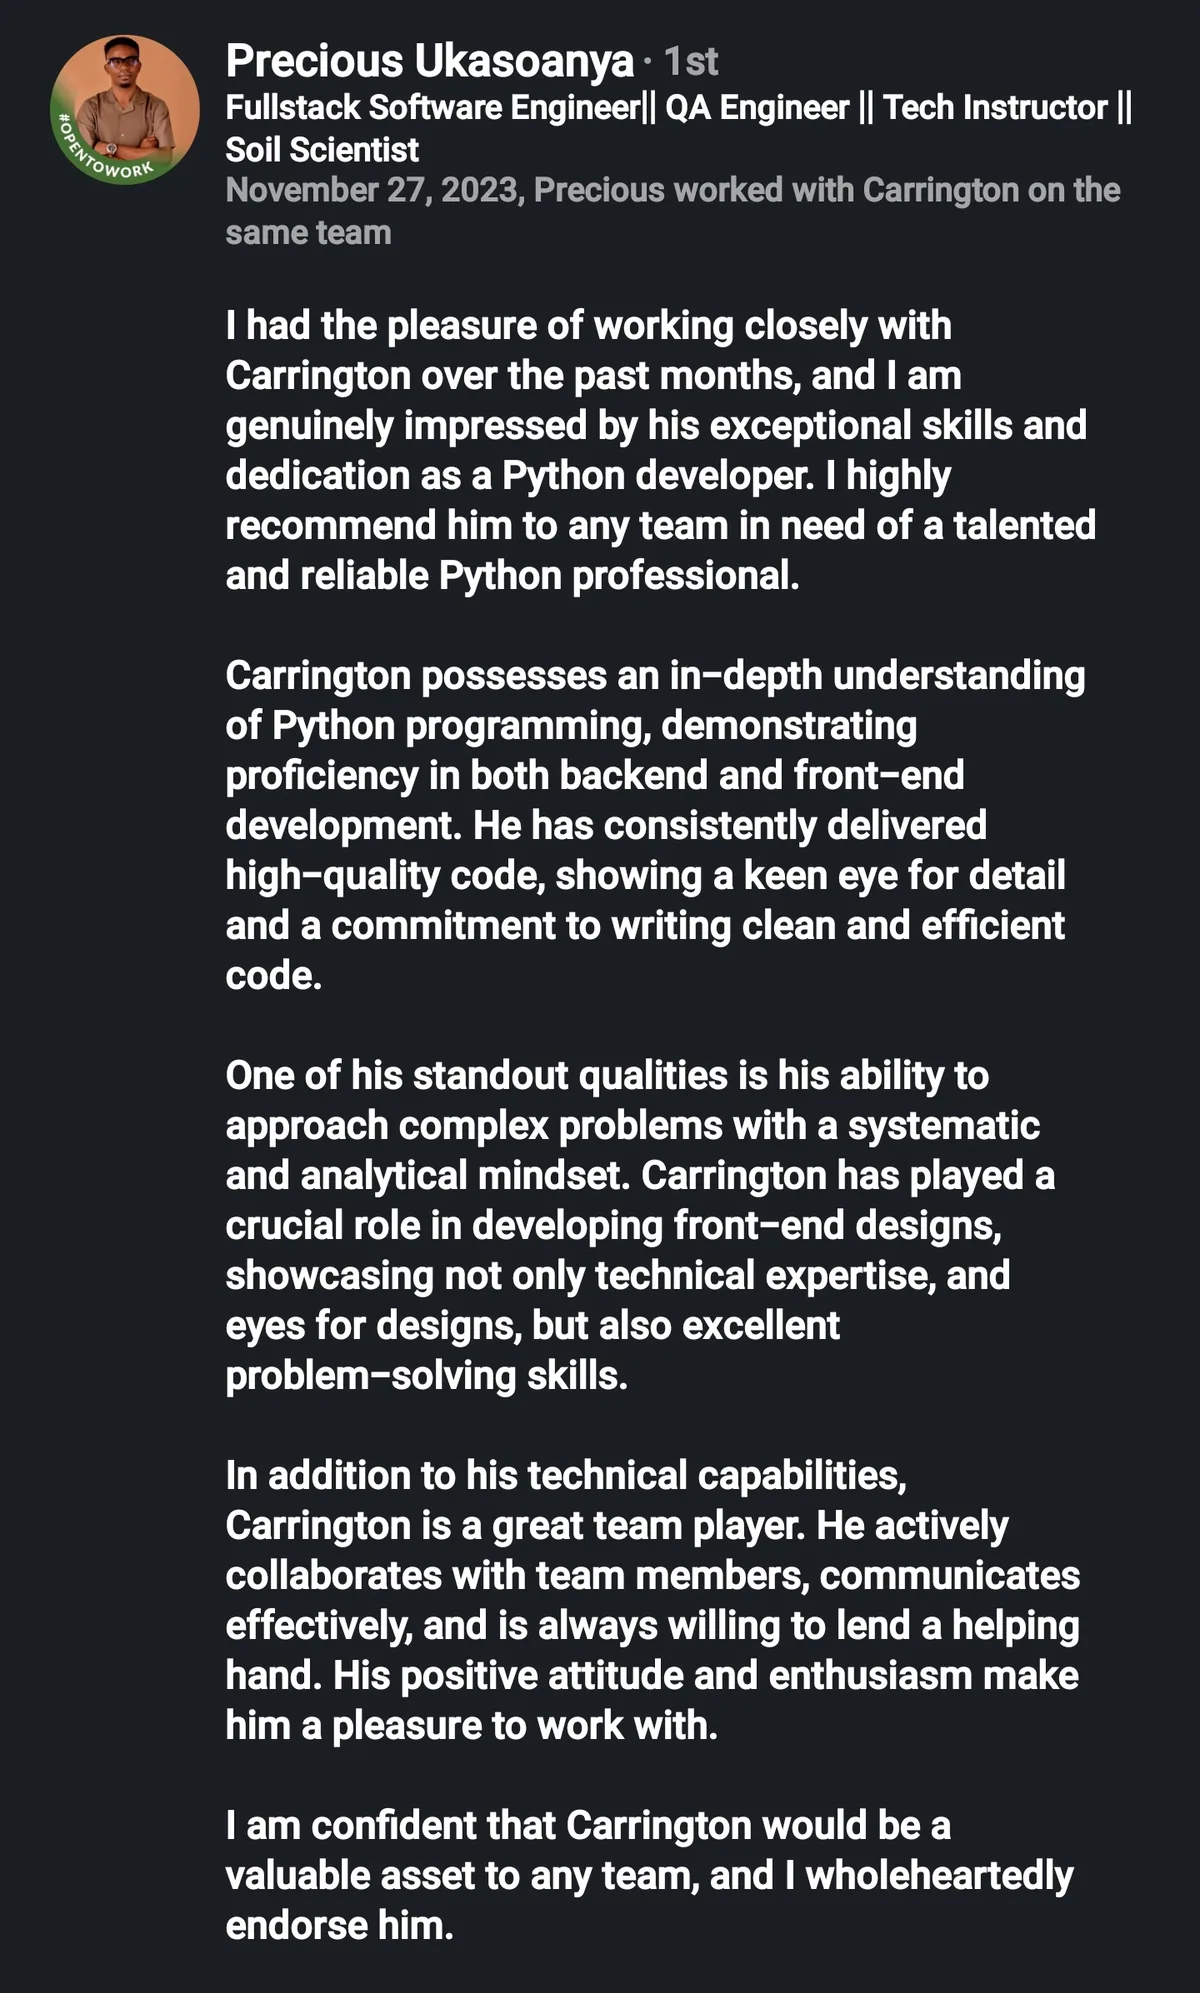 Precious Ukasoanya · 1st
Fullstack Software Engineer|| QA Engineer || Tech Instructor ||
Soil Scientist
November 27, 2023, Precious worked with Carrington on the
same team
#OPENTOWORK
I had the pleasure of working closely with
Carrington over the past months, and I am
genuinely impressed by his exceptional skills and
dedication as a Python developer. I highly
recommend him to any team in need of a talented
and reliable Python professional.
Carrington possesses an in-depth understanding
of Python programming, demonstrating
proficiency in both backend and front-end
development. He has consistently delivered
high-quality code, showing a keen eye for detail
and a commitment to writing clean and efficient
code.
One of his standout qualities is his ability to
approach complex problems with a systematic
and analytical mindset. Carrington has played a
crucial role in developing front-end designs,
showcasing not only technical expertise, and
eyes for designs, but also excellent
problem-solving skills.
In addition to his technical capabilities,
Carrington is a great team player. He actively
collaborates with team members, communicates
effectively, and is always willing to lend a helping
hand. His positive attitude and enthusiasm make
him a pleasure to work with.
I am confident that Carrington would be a
valuable asset to any team, and I wholeheartedly
endorse him.